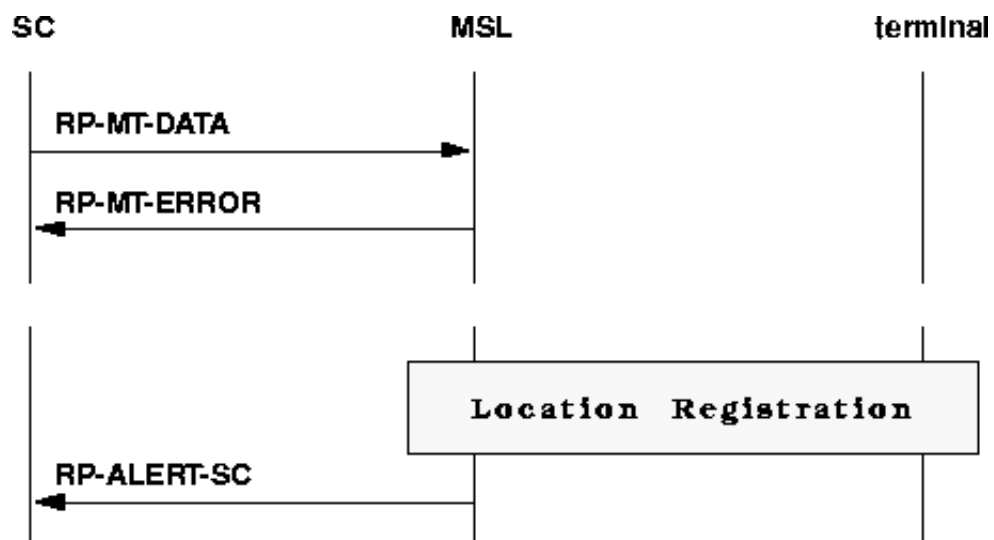 SC MSL terminal
RP-MT-DATA
RP-MT-ERROR
Location Registration
RP-ALERT-SC